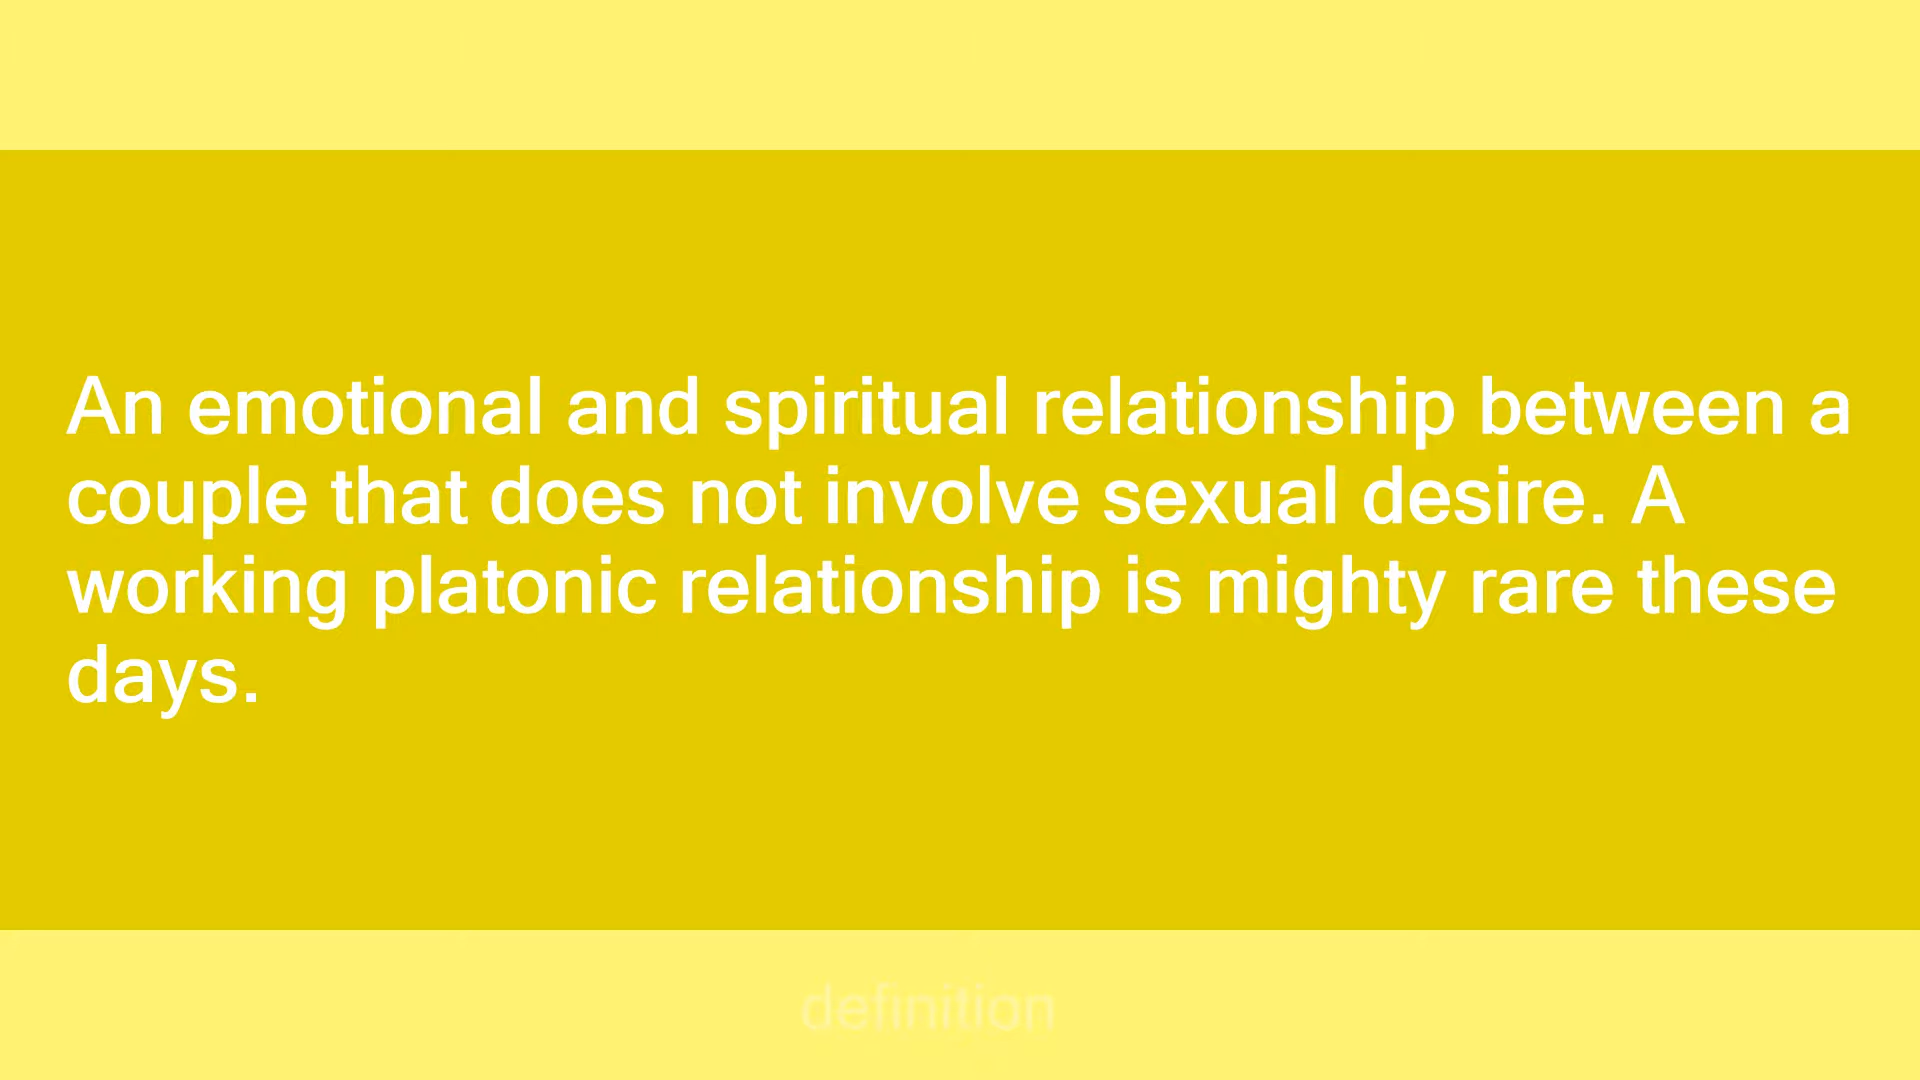 An emotional and spiritual relationship between a
couple that does not involve sexual desire. A
working platonic relationship is mighty rare these
days.
definition